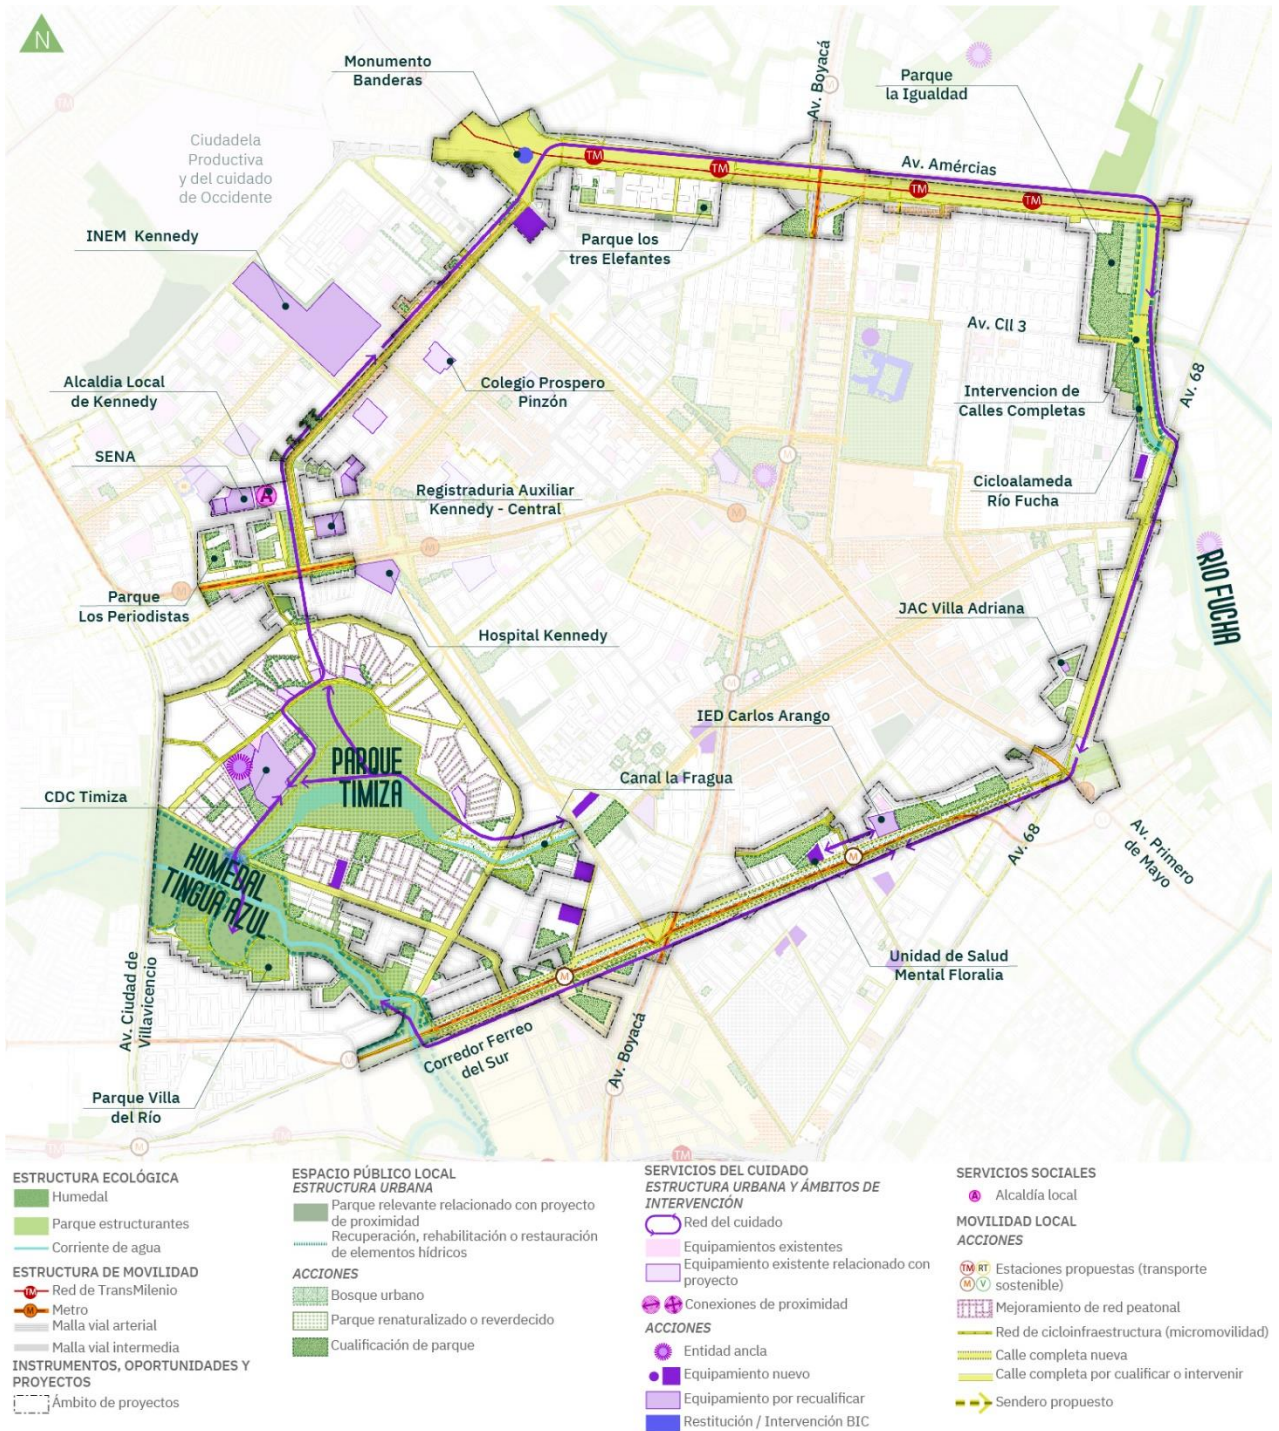 N
Monumento
Banderas
Av. Boyacá
Parque
la Igualdad
Ciudadela
Productiva
y del cuidado
de Occidente
TM
TM
TM
TM
TM
Av. Amércias
INEM Kennedy
Parque los
tres Elefantes
Av. Cll 3
Av. 68
Alcaldia Local
de Kennedy
Colegio Prospero
Pinzón
Intervencion de
Calles Completas
SENA
A
Registraduria Auxiliar
Kennedy - Central
Cicloalameda
Río Fucha
M
M
M
M
RIO FUCHA
Parque
Los Periodistas
Hospital Kennedy
JAC Villa Adriana
M
IED Carlos Arango
PARQUE
TIMIZA
Canal la Fragua
CDC Timiza
HUMEDAL
TINGUA AZUL
Av. Primero
de Mayo
Av. 68
M
M
Unidad de Salud
Mental Floralia
M
Av. Ciudad de
Villavicencio
Corredor Ferreo
del Sur
Av. Boyacá
M
M
Parque Villa
del Río
TM
M
TM
ESTRUCTURA ECOLÓGICA
Humedal
Parque estructurantes
Corriente de agua
ESTRUCTURA DE MOVILIDAD
TM Red de TransMilenio
M Metro
Malla vial arterial
Malla vial intermedia
INSTRUMENTOS, OPORTUNIDADES Y
PROYECTOS
Ámbito de proyectos
ESPACIO PÚBLICO LOCAL
ESTRUCTURA URBANA
Parque relevante relacionado con proyecto
de proximidad
Recuperación, rehabilitación o restauración
de elementos hídricos
ACCIONES
Bosque urbano
Parque renaturalizado o reverdecido
Cualificación de parque
SERVICIOS DEL CUIDADO
ESTRUCTURA URBANA Y ÁMBITOS DE
INTERVENCIÓN
Red del cuidado
Equipamientos existentes
Equipamiento existente relacionado con
proyecto
Conexiones de proximidad
ACCIONES
Entidad ancla
Equipamiento nuevo
Equipamiento por recualificar
Restitución / Intervención BIC
SERVICIOS SOCIALES
A Alcaldía local
MOVILIDAD LOCAL
ACCIONES
TM RT Estaciones propuestas (transporte
M V sostenible)
Mejoramiento de red peatonal
Red de cicloinfraestructura (micromovilidad)
Calle completa nueva
Calle completa por cualificar o intervenir
Sendero propuesto